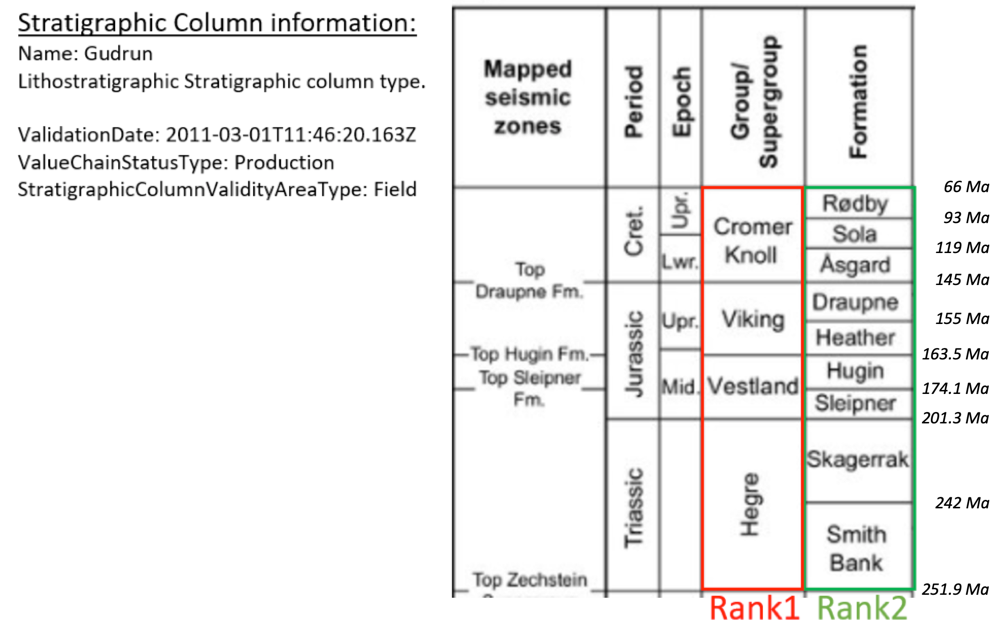 Stratigraphic Column information:
Name: Gudrun
Lithostratigraphic Stratigraphic column type.
ValidationDate: 2011-03-01T11:46:20.163Z
ValueChainStatusType: Production
StratigraphicColumnValidityAreaType: Field
Mapped
seismic
zones
Period
Epoch
Group/
Supergroup
Formation
Top
Draupne Fm.
Top Hugin Fm.
Top Sleipner
Fm.
Top Zechstein
Cret.
Jurassic
Triassic
Upr.
Lwr.
Upr.
Mid.
Cromer
Knoll
Viking
Vestland
Hegre
Rødby
Sola
Åsgard
Draupne
Heather
Hugin
Sleipner
Skagerrak
Smith
Bank
66 Ma
93 Ma
119 Ma
145 Ma
155 Ma
163.5 Ma
174.1 Ma
201.3 Ma
242 Ma
251.9 Ma
Rank1
Rank2